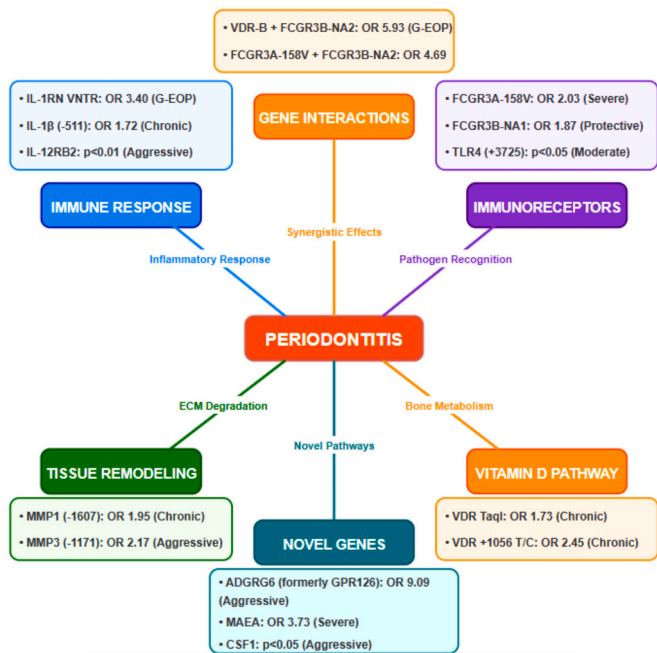 • VDR-B + FCGR3B-NA2: OR 5.93 (G-EOP)
• FCGR3A-158V + FCGR3B-NA2: OR 4.69
GENE INTERACTIONS
• IL-1RN VNTR: OR 3.40 (G-EOP)
• IL-1β (-511): OR 1.72 (Chronic)
• IL-12RB2: p<0.01 (Aggressive)
IMMUNE RESPONSE
• FCGR3A-158V: OR 2.03 (Severe)
• FCGR3B-NA1: OR 1.87 (Protective)
• TLR4 (+3725): p<0.05 (Moderate)
IMMUNORECEPTORS
Synergistic Effects
Inflammatory Response
Pathogen Recognition
PERIODONTITIS
ECM Degradation
Bone Metabolism
Novel Pathways
TISSUE REMODELING
• MMP1 (-1607): OR 1.95 (Chronic)
• MMP3 (-1171): OR 2.17 (Aggressive)
VITAMIN D PATHWAY
• VDR TaqI: OR 1.73 (Chronic)
• VDR +1056 T/C: OR 2.45 (Chronic)
NOVEL GENES
• ADGRG6 (formerly GPR126): OR 9.09
(Aggressive)
• MAEA: OR 3.73 (Severe)
• CSF1: p<0.05 (Aggressive)